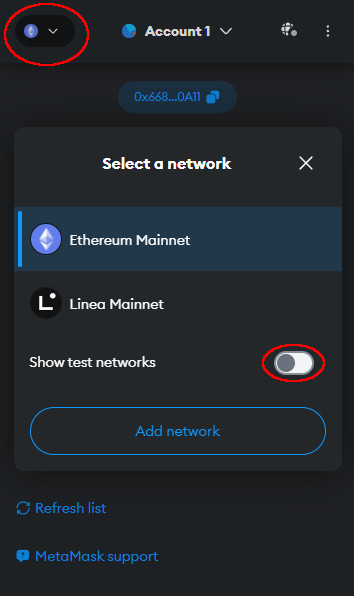 Account 1
0x668...0A11
Select a network
Ethereum Mainnet
Linea Mainnet
Show test networks
Add network
Refresh list
MetaMask support